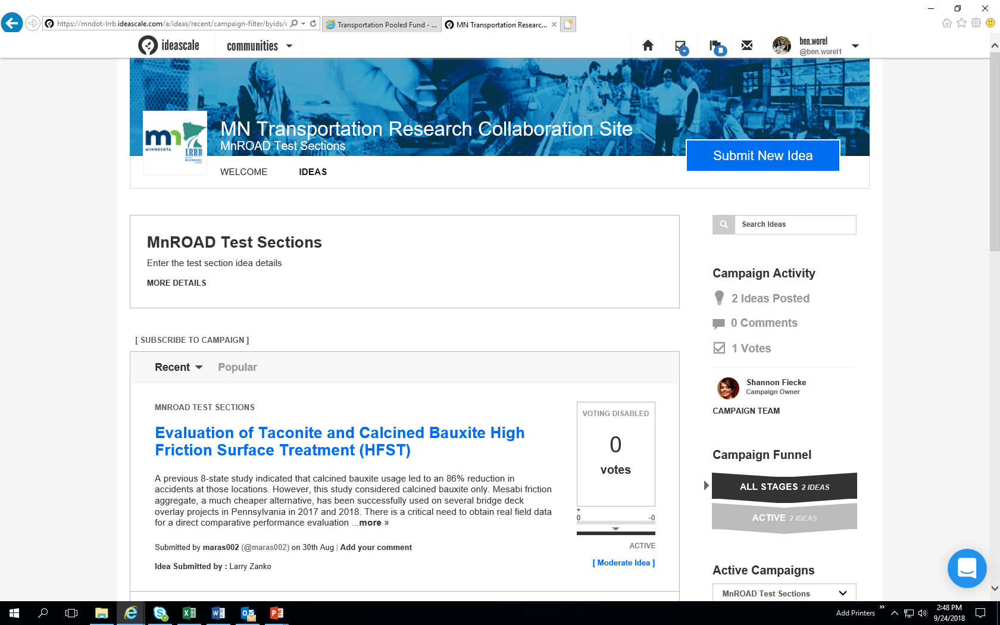 https://mndot-lrrb.ideascale.com/a/ideas/recent/campaign-filter/byids/c
Transportation Pooled Fund - ...
MN Transportation Researc...
ideascale
communities
ben.worel
@ben.worel1
MN Transportation Research Collaboration Site
MnROAD Test Sections
mn
MINNESOTA
LRRB
Submit New Idea
WELCOME
IDEAS
MnROAD Test Sections
Enter the test section idea details
MORE DETAILS
Search Ideas
Campaign Activity
2 Ideas Posted
0 Comments
1 Votes
Shannon Fiecke
Campaign Owner
CAMPAIGN TEAM
[ SUBSCRIBE TO CAMPAIGN ]
Recent
Popular
MNROAD TEST SECTIONS
Evaluation of Taconite and Calcined Bauxite High
Friction Surface Treatment (HFST)
A previous 8-state study indicated that calcined bauxite usage led to an 86% reduction in
accidents at those locations. However, this study considered calcined bauxite only. Mesabi friction
aggregate, a much cheaper alternative, has been successfully used on several bridge deck
overlay projects in Pennsylvania in 2017 and 2018. There is a critical need to obtain real field data
for a direct comparative performance evaluation ...more »
Submitted by maras002 (@maras002) on 30th Aug | Add your comment
Idea Submitted by : Larry Zanko
VOTING DISABLED
0
votes
+
0
-0
ACTIVE
[ Moderate Idea ]
Campaign Funnel
ALL STAGES 2 IDEAS
ACTIVE 2 IDEAS
Active Campaigns
MnROAD Test Sections
Add Printers
2:48 PM
9/24/2018